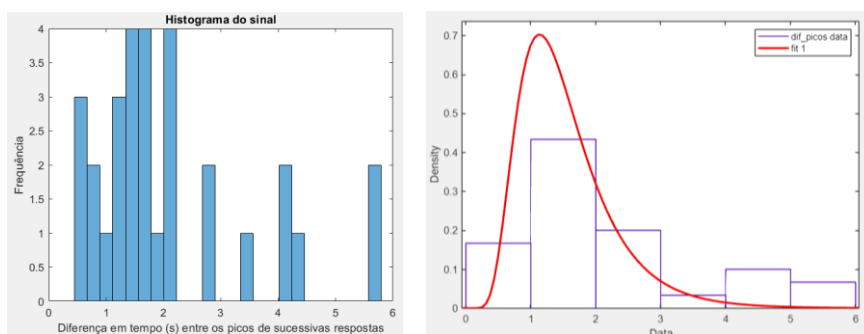 Histograma do sinal
4
3.5
3
2.5
2
1.5
1
0.5
0
Frequência
0 1 2 3 4 5 6
Diferença em tempo (s) entre os picos de sucessivas respostas
dif_picos data
fit 1
0.7
0.6
0.5
0.4
0.3
0.2
0.1
0
Density
0 1 2 3 4 5 6
Data